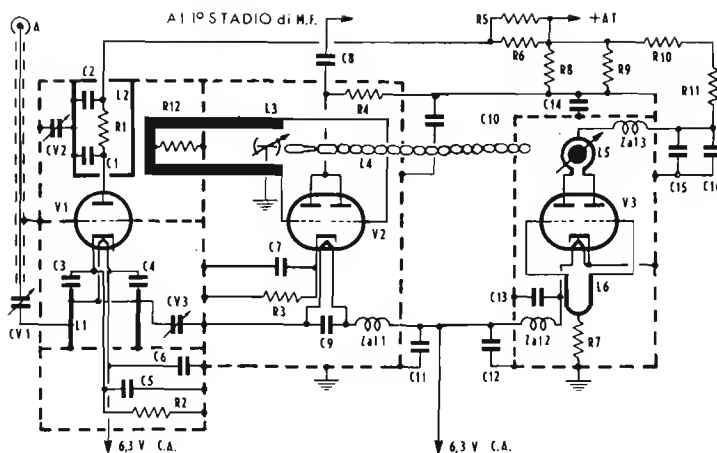 A
A1 1° STADIO di M.F.
R5
+AT
C2
L2
C8
R6
R8
R9
R10
R12
L3
R4
C14
R11
R1
C10
CV2
C1
L4
L5
Za13
C15
C16
V1
V2
V3
C3
C4
C7
L6
CV3
C13
CV1
L1
R3
C9
Za11
Za12
R7
C6
C11
C12
C5
R2
6,3 V C.A.
6,3 V C.A.